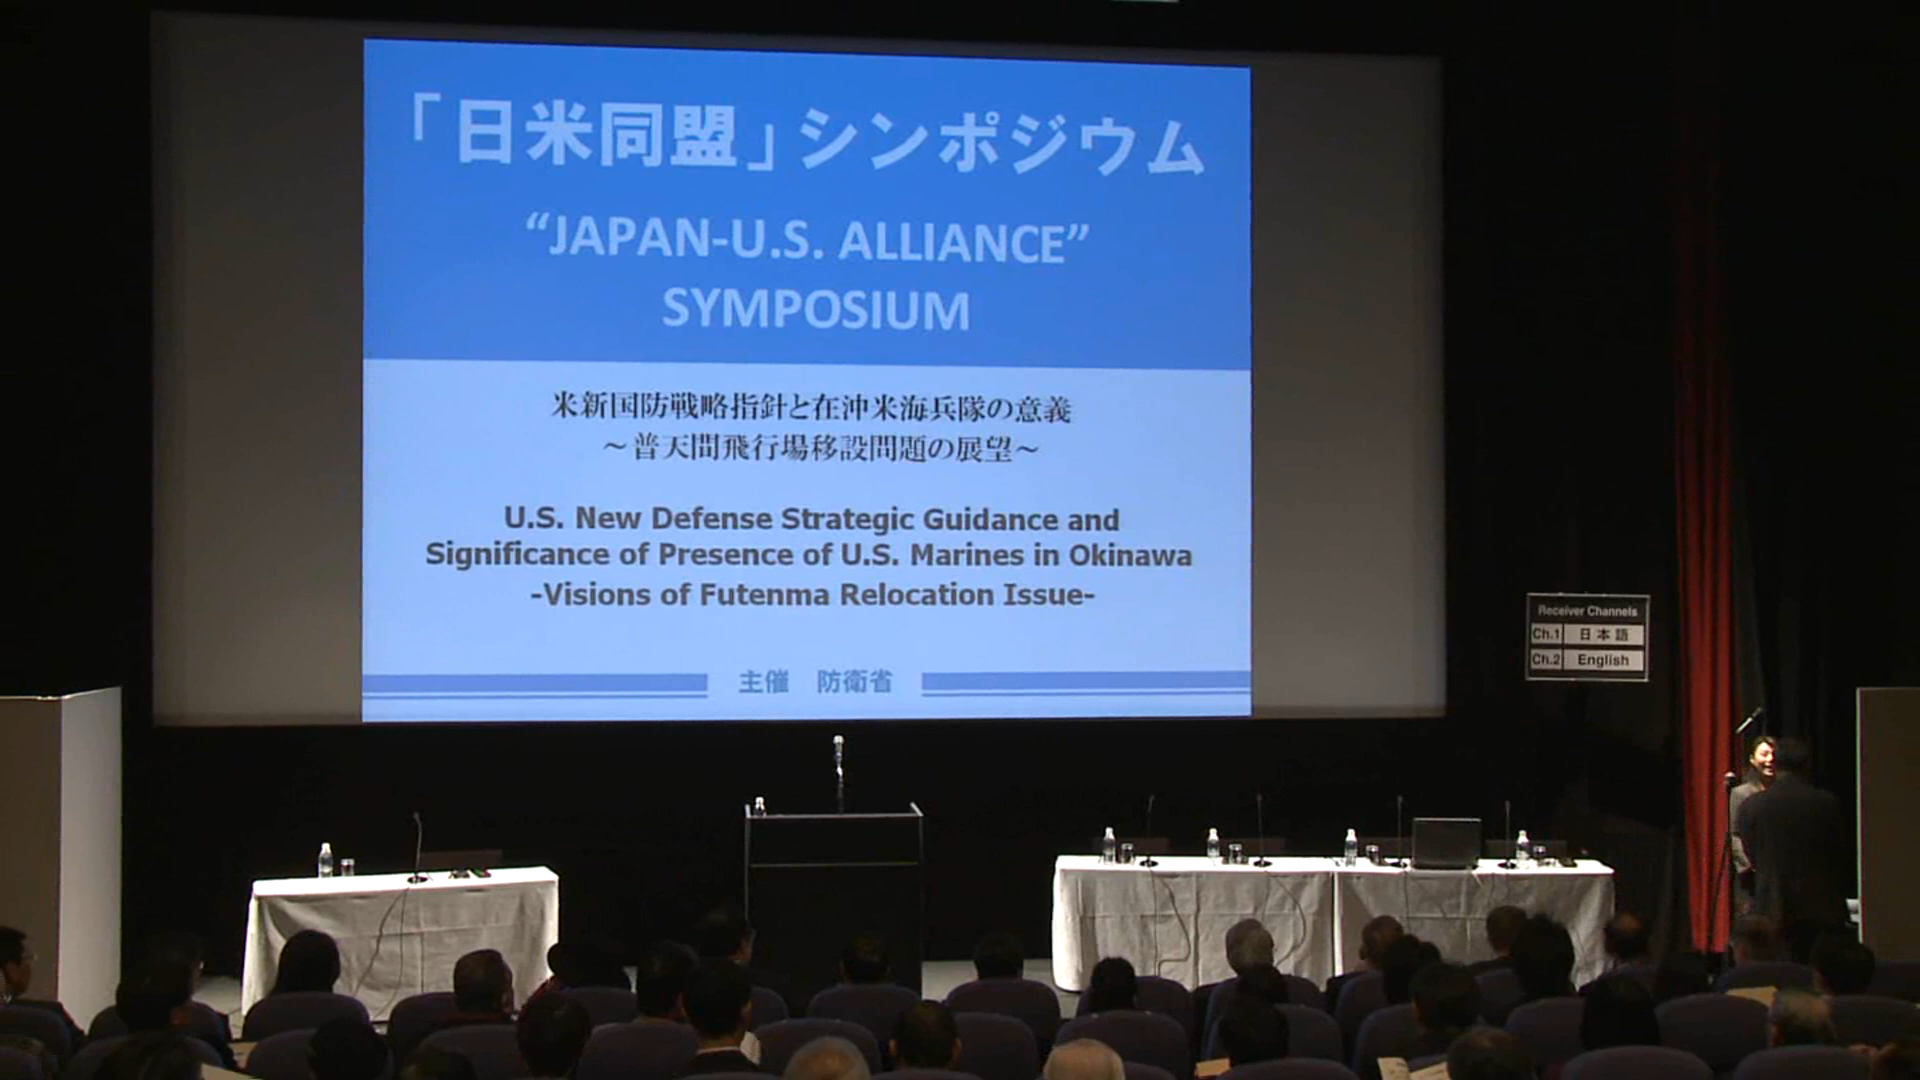 「日米同盟」シンポジウム
“JAPAN-U.S. ALLIANCE”
SYMPOSIUM
米新国防戦略指針と在沖米海兵隊の意義
～普天間飛行場移設問題の展望～
U.S. New Defense Strategic Guidance and
Significance of Presence of U.S. Marines in Okinawa
-Visions of Futenma Relocation Issue-
主催　防衛省
Receiver Channels
Ch.1 日本語
Ch.2 English